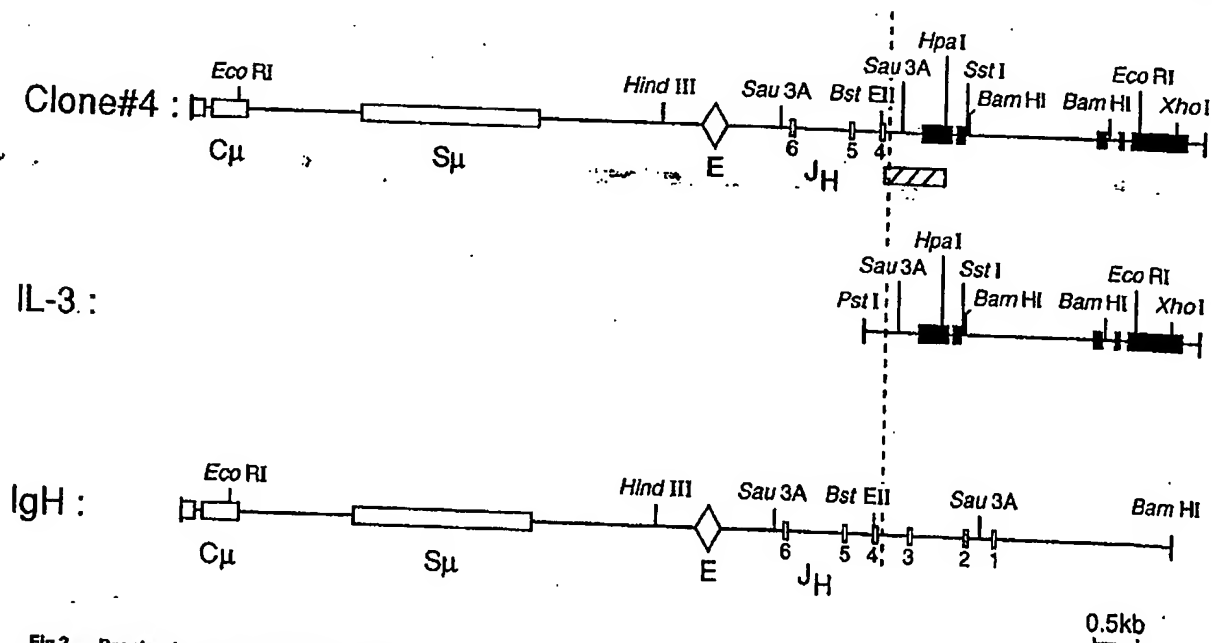 Hpa I
Eco RI Hind III Sau 3A Bst EII Sau 3A Sst I Eco RI
Clone#4 : Bam HI Bam HI Xho I
6 5 4
Cμ Sμ E JH
Hpa I
Sau 3A Sst I Eco RI
IL-3 : Pst I Bam HI Bam HI Xho I
Eco RI Hind III Sau 3A Bst EII Sau 3A Bam HI
IgH :
6 5 4 3 2 1
Cμ Sμ E JH
0.5kb